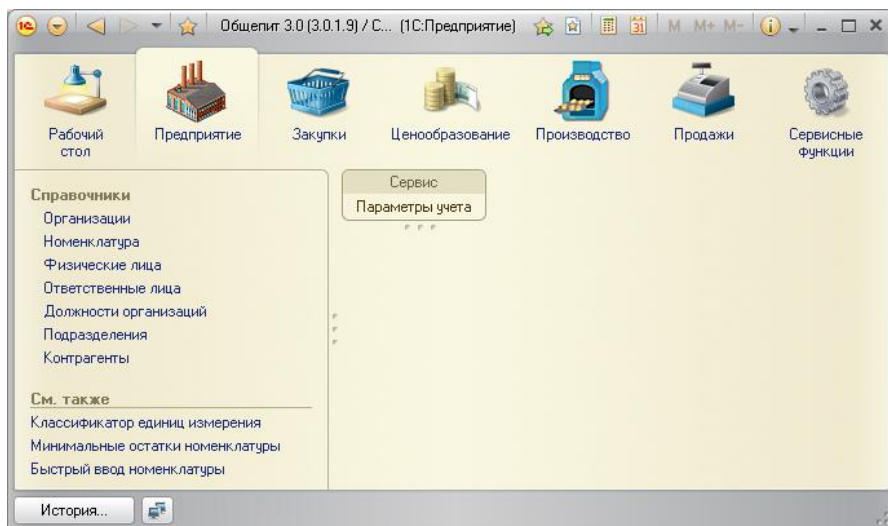 1С Общепит 3.0 (3.0.1.9) / С... (1С:Предприятие) 31 M M+ M-
Рабочий стол
Предприятие
Закупки
Ценообразование
Производство
Продажи
Сервисные функции
Справочники
Организации
Номенклатура
Физические лица
Ответственные лица
Должности организаций
Подразделения
Контрагенты
См. также
Классификатор единиц измерения
Минимальные остатки номенклатуры
Быстрый ввод номенклатуры
Сервис
Параметры учета
История...